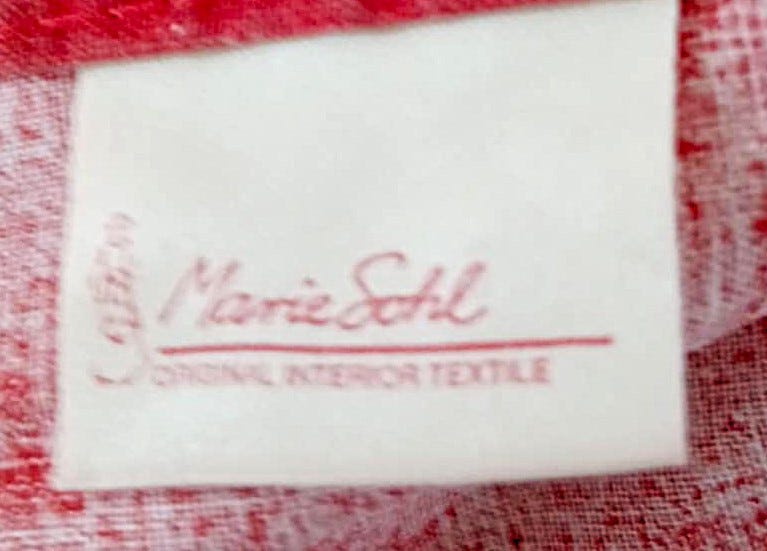 Marie Sohl
ORIGINAL INTERIOR TEXTILE